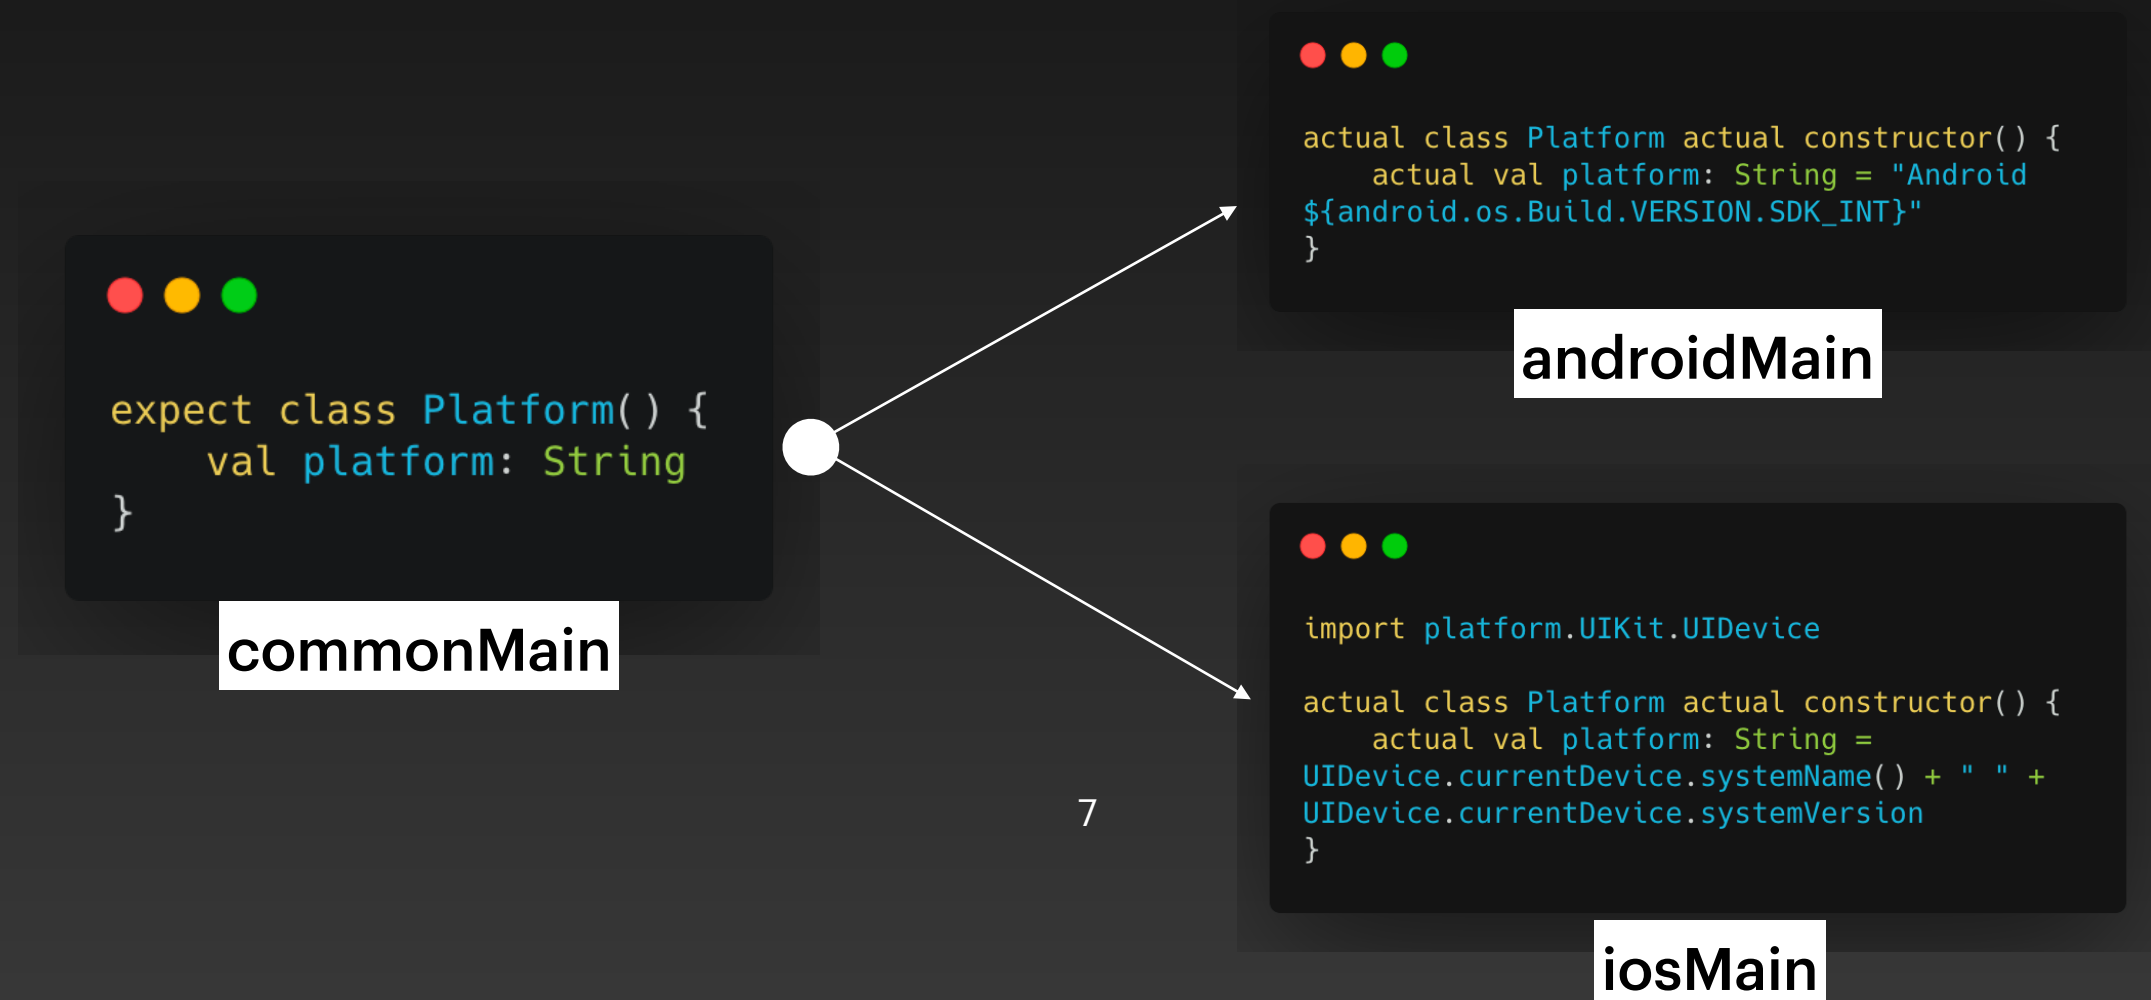 expect class Platform() {
    val platform: String
}
commonMain
actual class Platform actual constructor() {
    actual val platform: String = "Android
${android.os.Build.VERSION.SDK_INT}"
}
androidMain
import platform.UIKit.UIDevice
actual class Platform actual constructor() {
    actual val platform: String =
UIDevice.currentDevice.systemName() + " " +
UIDevice.currentDevice.systemVersion
}
iosMain
7